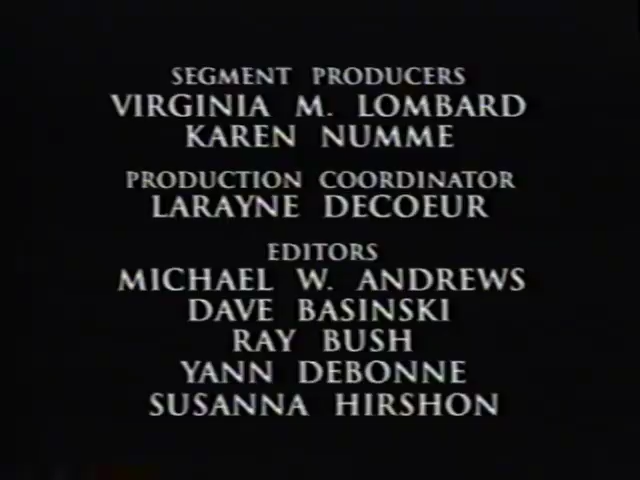 SEGMENT PRODUCERS
VIRGINIA M. LOMBARD
KAREN NUMME
PRODUCTION COORDINATOR
LARAYNE DECOEUR
EDITORS
MICHAEL W. ANDREWS
DAVE BASINSKI
RAY BUSH
YANN DEBONNE
SUSANNA HIRSHON